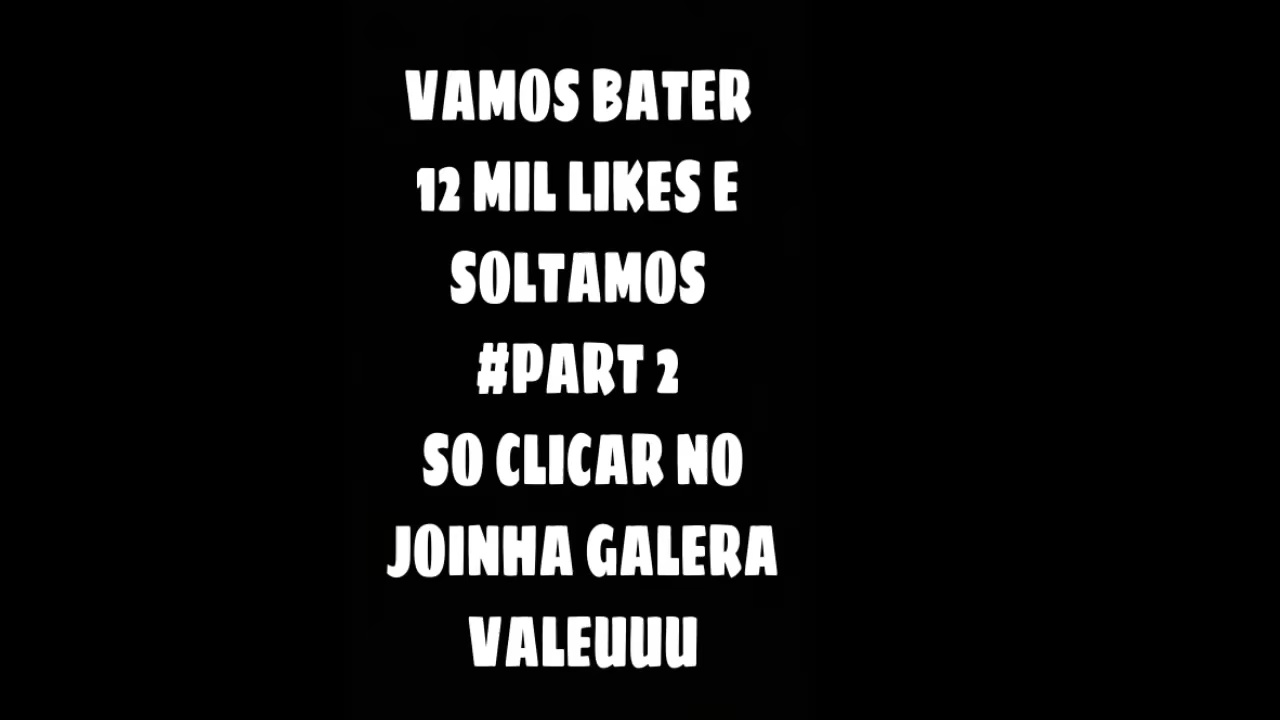 VAMOS BATER
12 MIL LIKES E
SOLTAMOS
#PART 2
SO CLICAR NO
JOINHA GALERA
VALEUUU